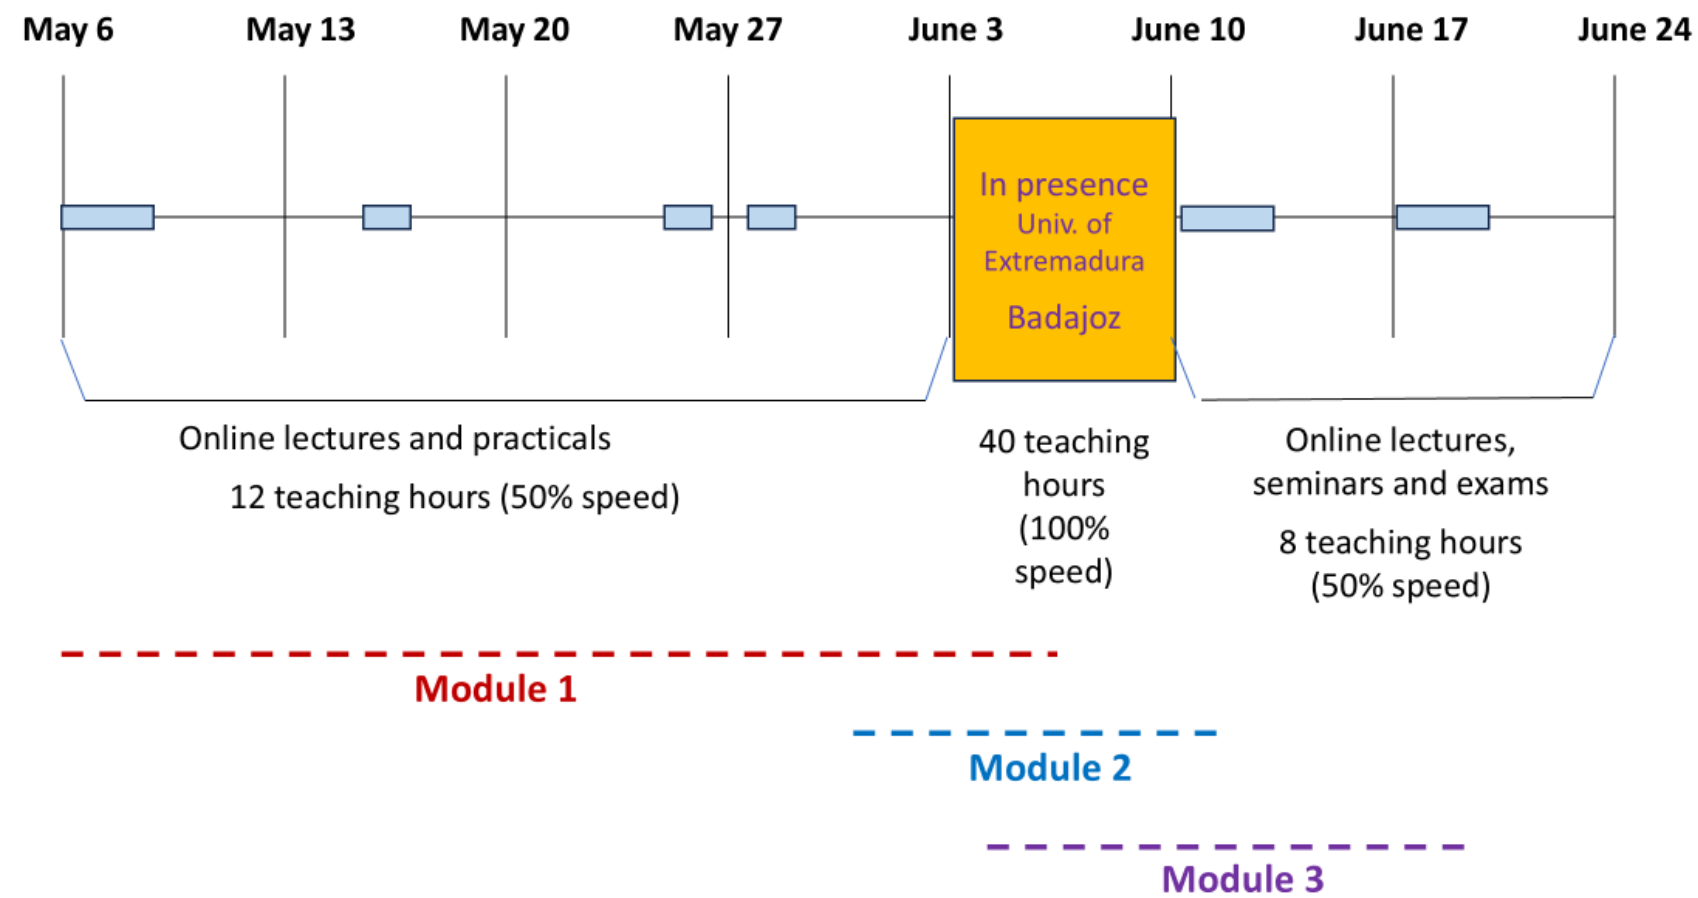 May 6
May 13
May 20
May 27
June 3
June 10
June 17
June 24
In presence
Univ. of
Extremadura
Badajoz
Online lectures and practicals
12 teaching hours (50% speed)
40 teaching
hours
(100%
speed)
Online lectures,
seminars and exams
8 teaching hours
(50% speed)
Module 1
Module 2
Module 3